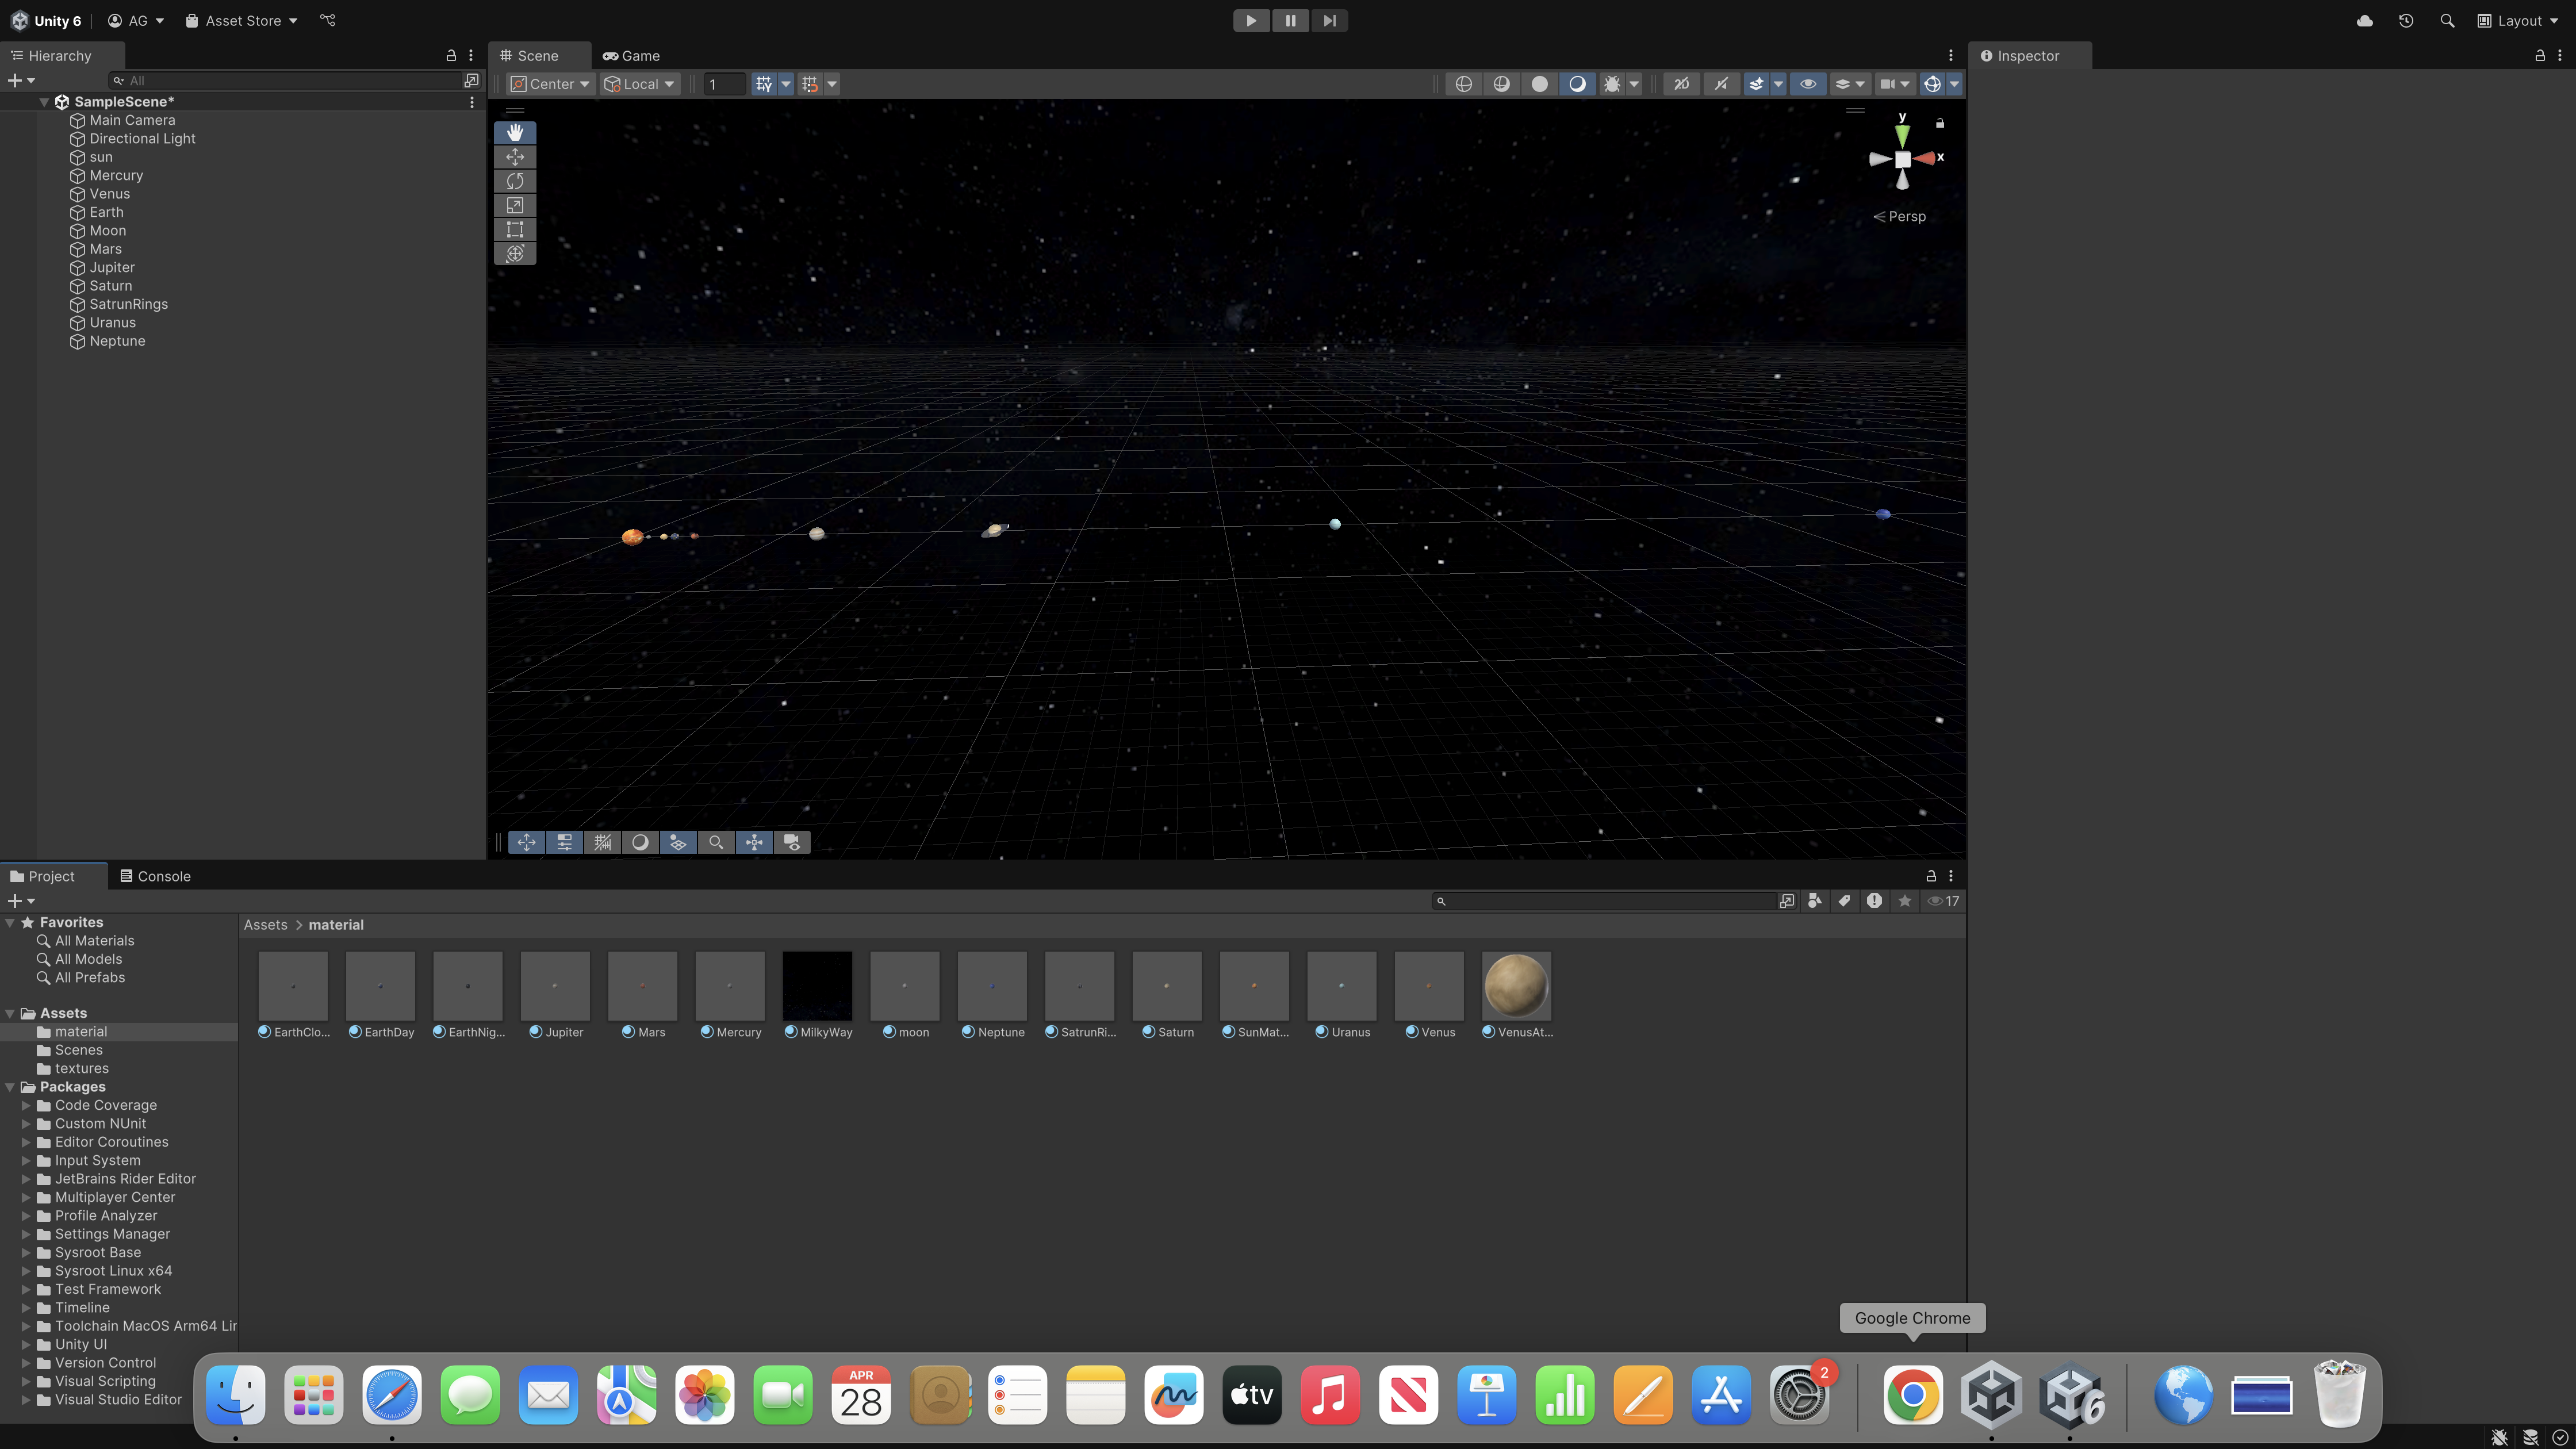 Unity 6
AG
Asset Store
Layout
Hierarchy
All
SampleScene*
Main Camera
Directional Light
sun
Mercury
Venus
Earth
Moon
Mars
Jupiter
Saturn
SatrunRings
Uranus
Neptune
Scene
Game
Center
Local
1
2D
y
x
Persp
Inspector
Project
Console
17
Favorites
All Materials
All Models
All Prefabs
Assets
material
Scenes
textures
Packages
Code Coverage
Custom NUnit
Editor Coroutines
Input System
JetBrains Rider Editor
Multiplayer Center
Profile Analyzer
Settings Manager
Sysroot Base
Sysroot Linux x64
Test Framework
Timeline
Toolchain MacOS Arm64 Lin
Unity UI
Version Control
Visual Scripting
Visual Studio Editor
Assets > material
EarthClo...
EarthDay
EarthNig...
Jupiter
Mars
Mercury
MilkyWay
moon
Neptune
SatrunRi...
Saturn
SunMat...
Uranus
Venus
VenusAt...
Google Chrome
APR
28
tv
2
6